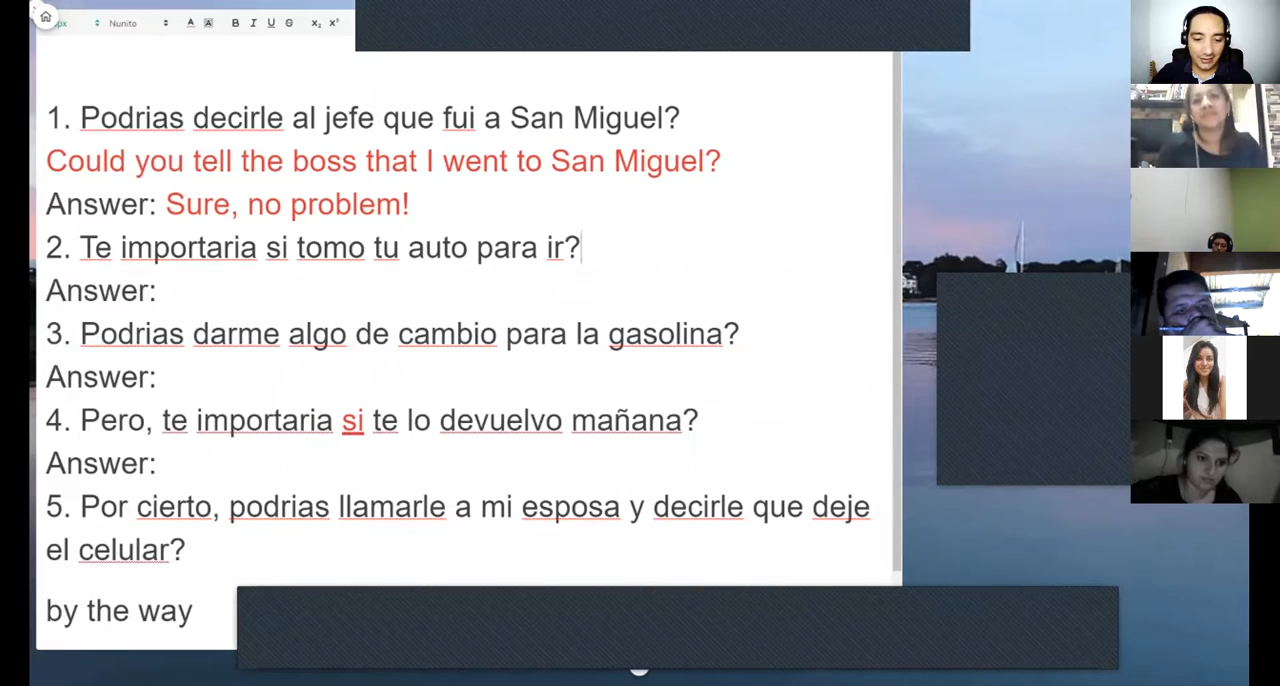 px Nunito A A B I U S X₂ X²
1. Podrias decirle al jefe que fui a San Miguel?
Could you tell the boss that I went to San Miguel?
Answer: Sure, no problem!
2. Te importaria si tomo tu auto para ir?
Answer:
3. Podrias darme algo de cambio para la gasolina?
Answer:
4. Pero, te importaria si te lo devuelvo mañana?
Answer:
5. Por cierto, podrias llamarle a mi esposa y decirle que deje
el celular?
by the way